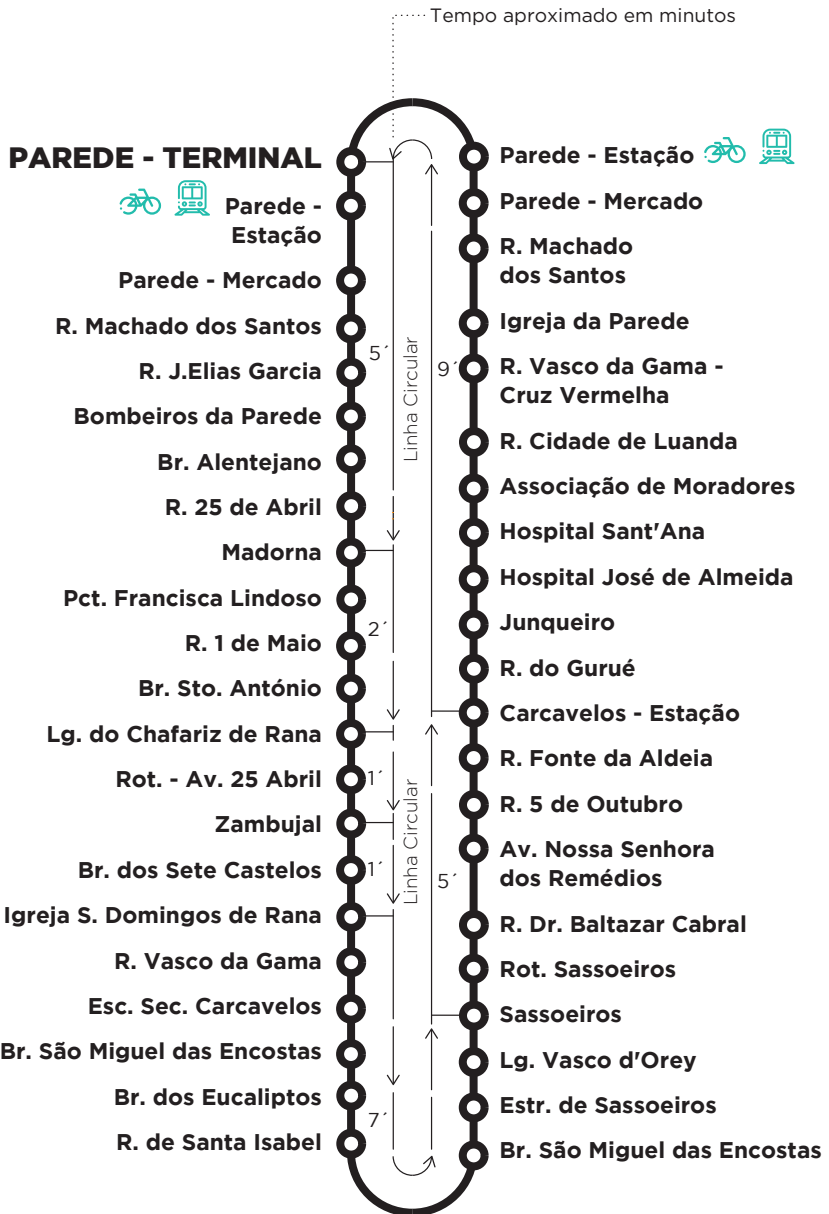 Tempo aproximado em minutos
PAREDE - TERMINAL
Parede -
Estação
Parede - Mercado
R. Machado dos Santos
R. J.Elias Garcia
Bombeiros da Parede
Br. Alentejano
R. 25 de Abril
Madorna
Pct. Francisca Lindoso
R. 1 de Maio
Br. Sto. António
Lg. do Chafariz de Rana
Rot. - Av. 25 Abril
Zambujal
Br. dos Sete Castelos
Igreja S. Domingos de Rana
R. Vasco da Gama
Esc. Sec. Carcavelos
Br. São Miguel das Encostas
Br. dos Eucaliptos
R. de Santa Isabel
5´
2´
1´
1´
7´
Linha Circular
Linha Circular
9´
5´
Parede - Estação
Parede - Mercado
R. Machado
dos Santos
Igreja da Parede
R. Vasco da Gama -
Cruz Vermelha
R. Cidade de Luanda
Associação de Moradores
Hospital Sant'Ana
Hospital José de Almeida
Junqueiro
R. do Gurué
Carcavelos - Estação
R. Fonte da Aldeia
R. 5 de Outubro
Av. Nossa Senhora
dos Remédios
R. Dr. Baltazar Cabral
Rot. Sassoeiros
Sassoeiros
Lg. Vasco d'Orey
Estr. de Sassoeiros
Br. São Miguel das Encostas